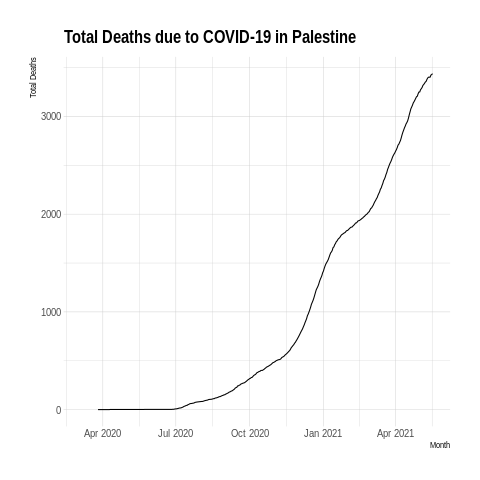 Total Deaths due to COVID-19 in Palestine
Total Deaths
3000
2000
1000
0
Apr 2020 Jul 2020 Oct 2020 Jan 2021 Apr 2021
Month